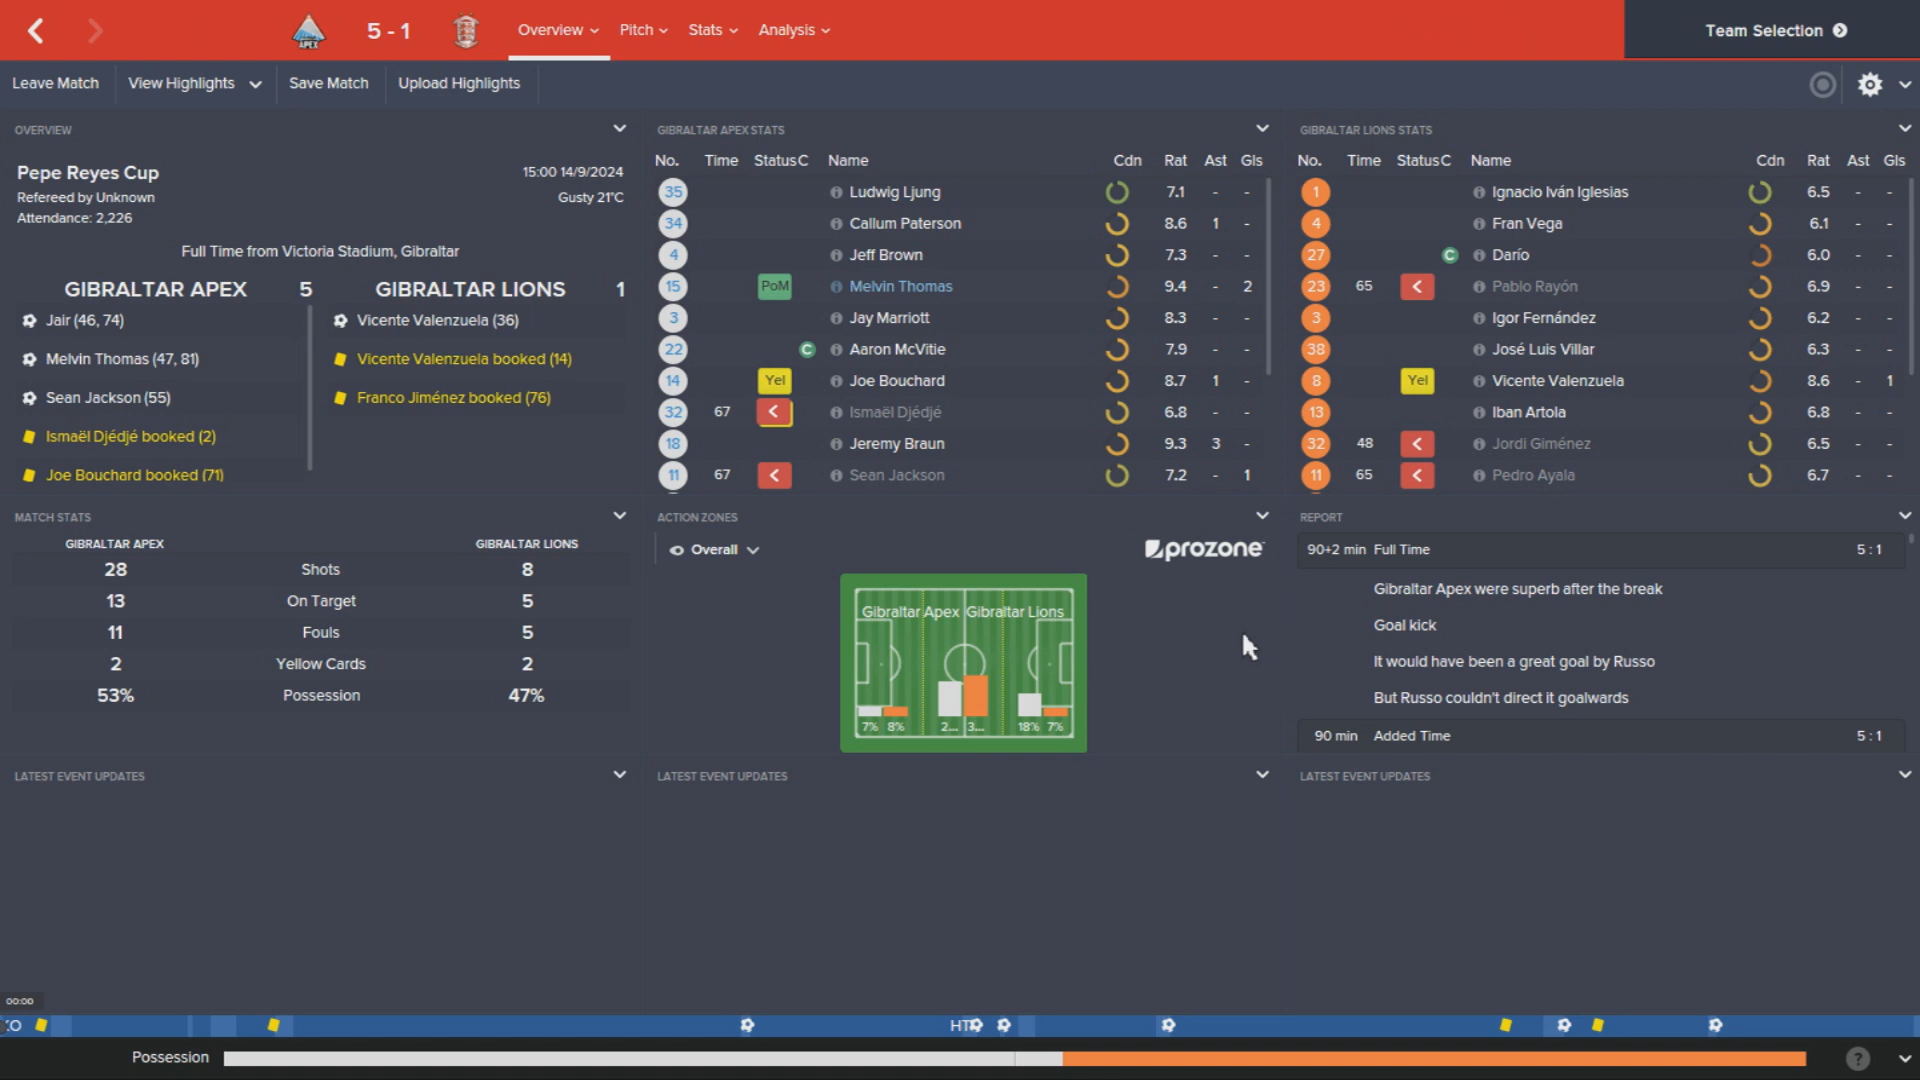 APEX
5 - 1
Overview
Pitch
Stats
Analysis
Team Selection
Leave Match
View Highlights
Save Match
Upload Highlights
OVERVIEW
Pepe Reyes Cup
15:00 14/9/2024
Refereed by Unknown
Gusty 21°C
Attendance: 2,226
Full Time from Victoria Stadium, Gibraltar
GIBRALTAR APEX 5 GIBRALTAR LIONS 1
Jair (46, 74)
Melvin Thomas (47, 81)
Sean Jackson (55)
Ismaël Djédjé booked (2)
Joe Bouchard booked (71)
Vicente Valenzuela (36)
Vicente Valenzuela booked (14)
Franco Jiménez booked (76)
GIBRALTAR APEX STATS
No. Time Status C Name Cdn Rat Ast Gls
35 Ludwig Ljung 7.1 - -
34 Callum Paterson 8.6 1 -
4 Jeff Brown 7.3 - -
15 PoM Melvin Thomas 9.4 - 2
3 Jay Marriott 8.3 - -
22 C Aaron McVitie 7.9 - -
14 Yel Joe Bouchard 8.7 1 -
32 67 Ismaël Djédjé 6.8 - -
18 Jeremy Braun 9.3 3 -
11 67 Sean Jackson 7.2 - 1
GIBRALTAR LIONS STATS
No. Time Status C Name Cdn Rat Ast Gls
1 Ignacio Iván Iglesias 6.5 - -
4 Fran Vega 6.1 - -
27 C Darío 6.0 - -
23 65 Pablo Rayón 6.9 - -
3 Igor Fernández 6.2 - -
38 José Luis Villar 6.3 - -
8 Yel Vicente Valenzuela 8.6 - 1
13 Iban Artola 6.8 - -
32 48 Jordi Giménez 6.5 - -
11 65 Pedro Ayala 6.7 - -
MATCH STATS
GIBRALTAR APEX GIBRALTAR LIONS
28 Shots 8
13 On Target 5
11 Fouls 5
2 Yellow Cards 2
53% Possession 47%
ACTION ZONES
Overall
prozone
Gibraltar Apex Gibraltar Lions
7% 8% 2... 3... 18% 7%
REPORT
90+2 min Full Time 5 : 1
Gibraltar Apex were superb after the break
Goal kick
It would have been a great goal by Russo
But Russo couldn't direct it goalwards
90 min Added Time 5 : 1
LATEST EVENT UPDATES
LATEST EVENT UPDATES
LATEST EVENT UPDATES
00:00
HT
Possession
?